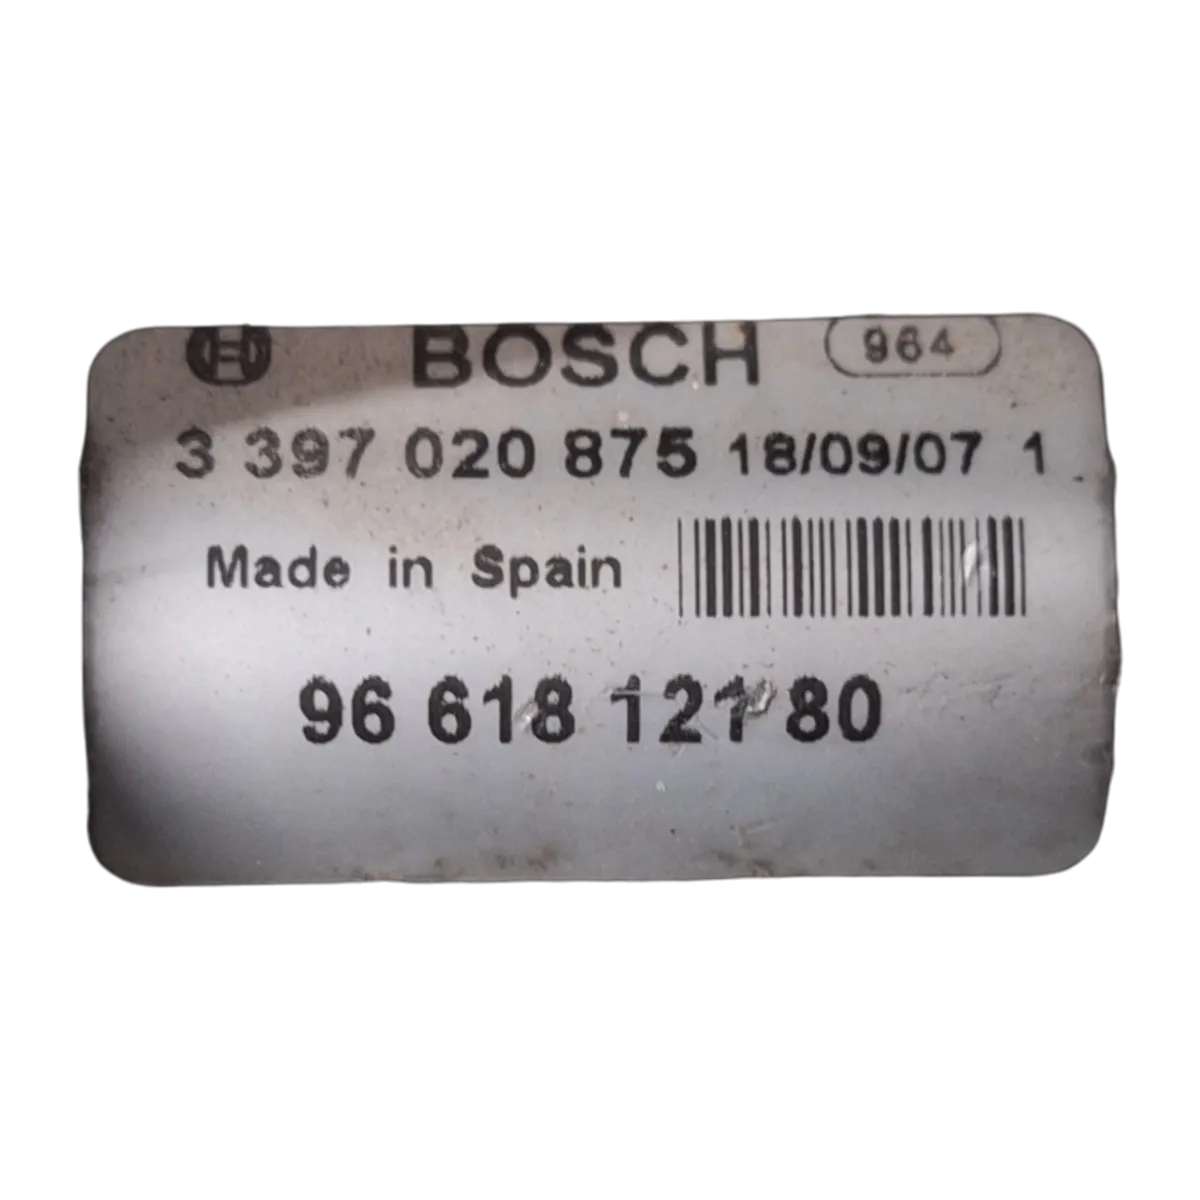 BOSCH 964
3 397 020 875 18/09/07 1
Made in Spain
96 618 121 80